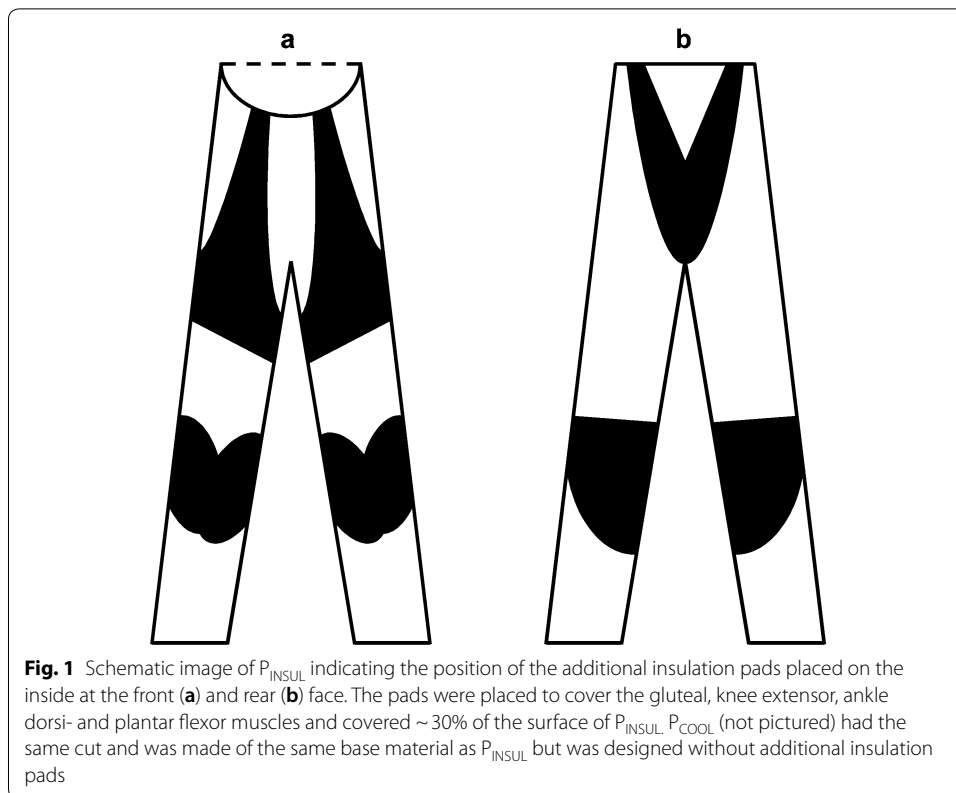 a b
Fig. 1 Schematic image of PINSUL indicating the position of the additional insulation pads placed on the
inside at the front (a) and rear (b) face. The pads were placed to cover the gluteal, knee extensor, ankle
dorsi- and plantar flexor muscles and covered ~ 30% of the surface of PINSUL. PCOOL (not pictured) had the
same cut and was made of the same base material as PINSUL but was designed without additional insulation
pads